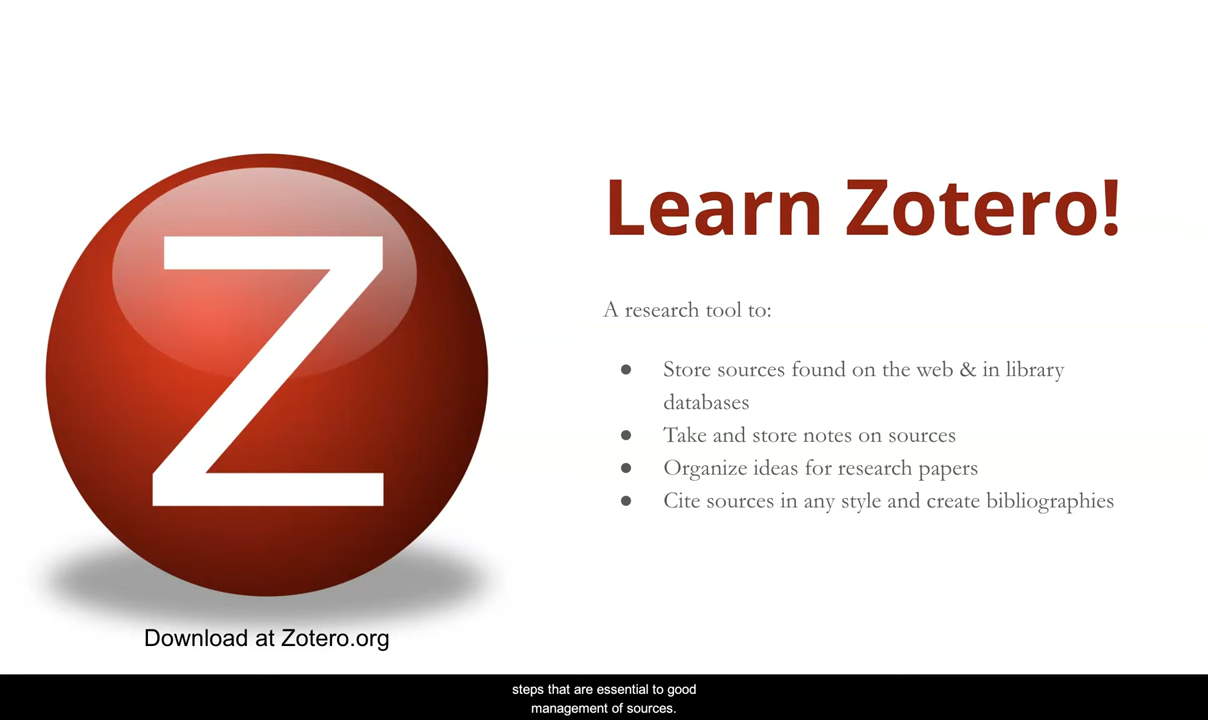 Z
Learn Zotero!
A research tool to:
● Store sources found on the web & in library
databases
● Take and store notes on sources
● Organize ideas for research papers
● Cite sources in any style and create bibliographies
Download at Zotero.org
steps that are essential to good
management of sources.